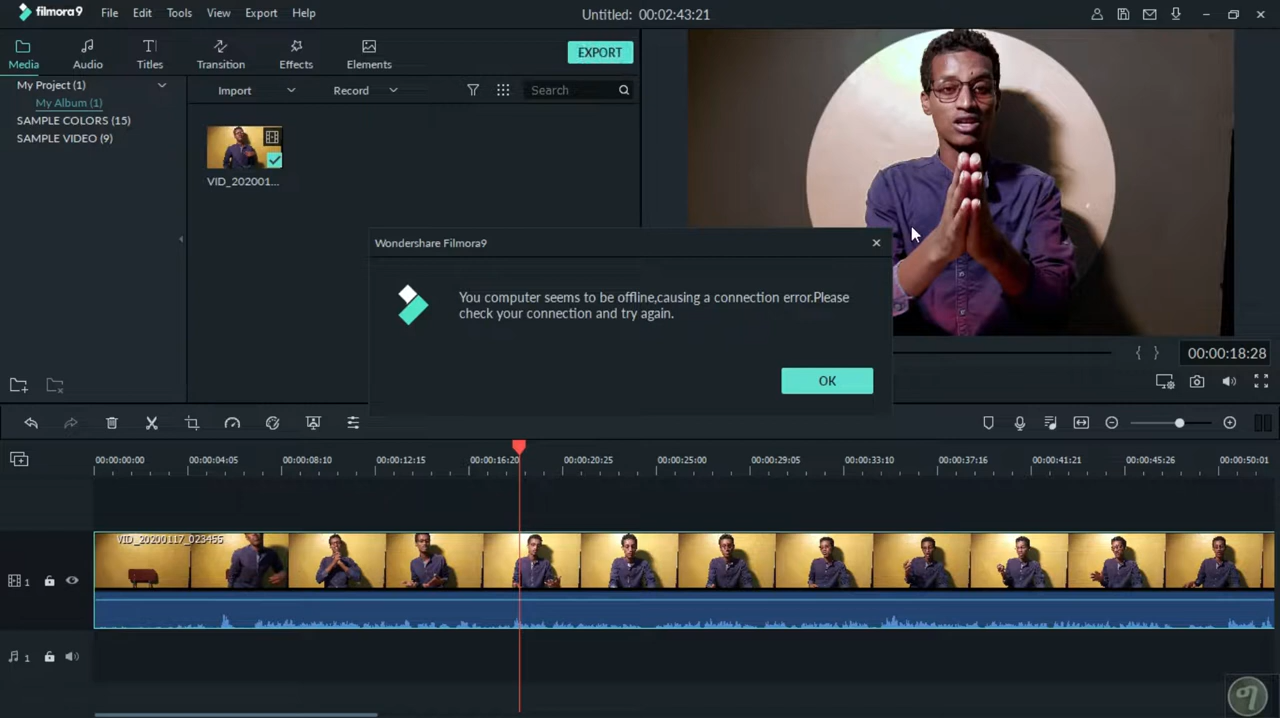 filmora9 File Edit Tools View Export Help Untitled: 00:02:43:21
Media Audio Titles Transition Effects Elements EXPORT
My Project (1) Import Record Search
My Album (1)
SAMPLE COLORS (15)
SAMPLE VIDEO (9)
VID_202001...
Wondershare Filmora9
You computer seems to be offline,causing a connection error.Please
check your connection and try again.
OK
{ } 00:00:18:28
00:00:00:00 00:00:04:05 00:00:08:10 00:00:12:15 00:00:16:20 00:00:20:25 00:00:25:00 00:00:29:05 00:00:33:10 00:00:37:16 00:00:41:21 00:00:45:26 00:00:50:01
VID_20200117_023455
1
1